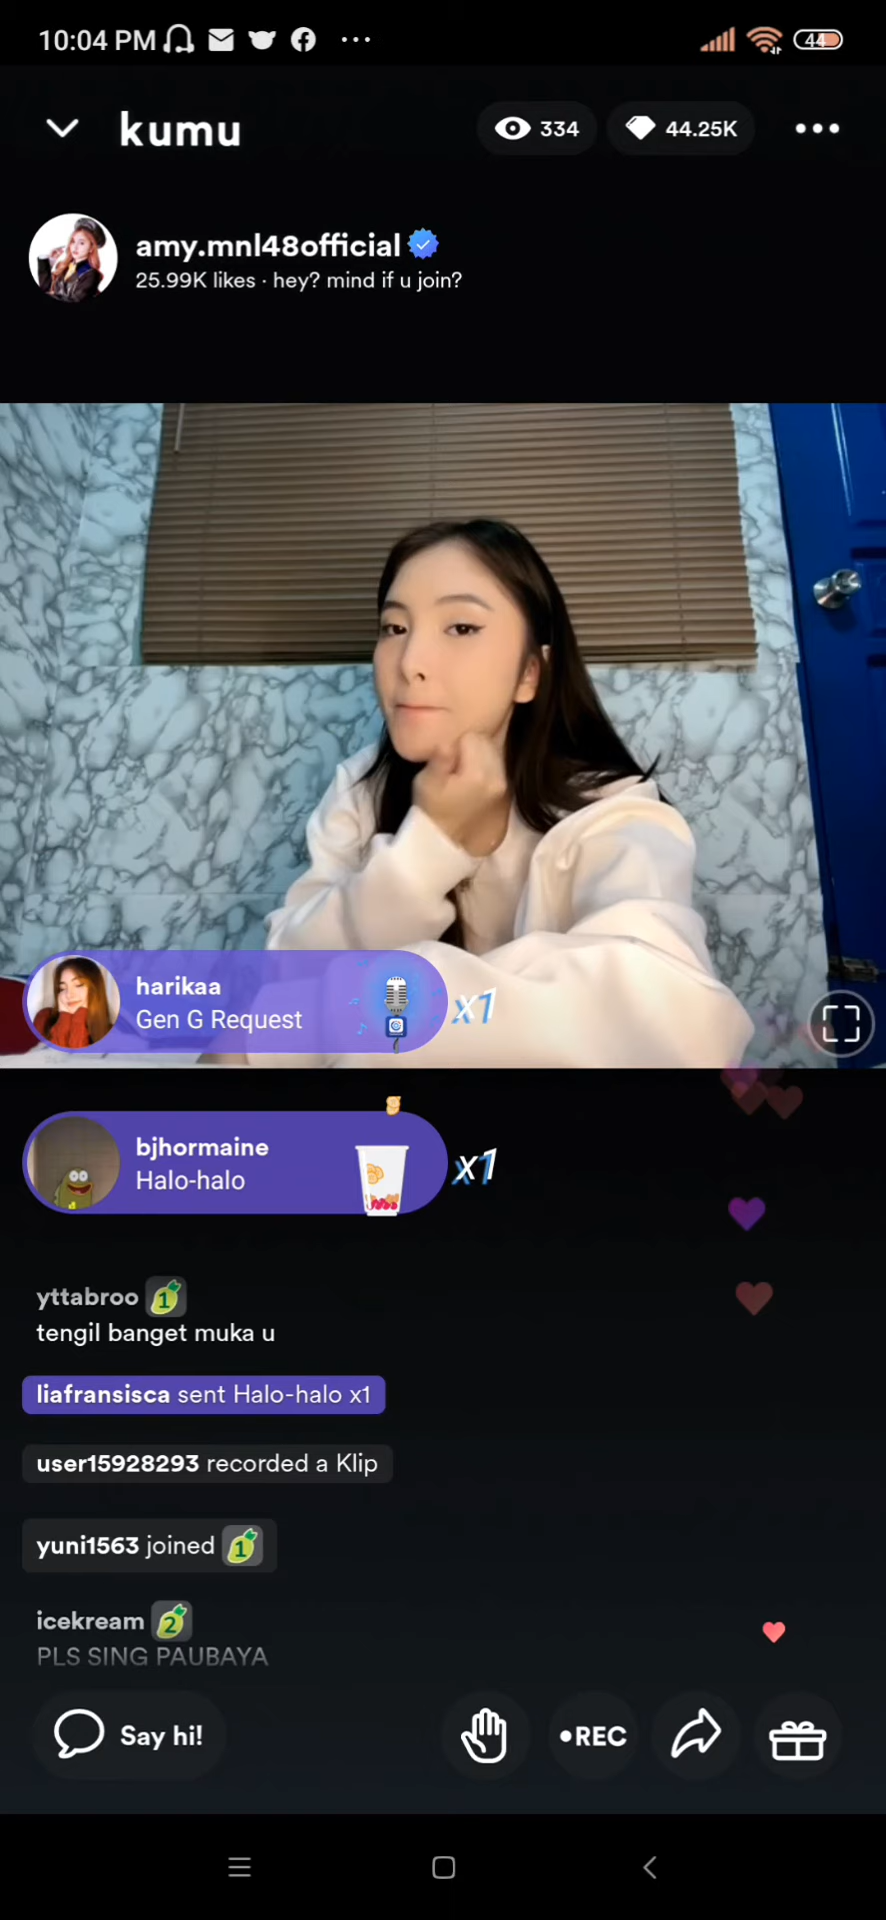 10:04 PM
44
kumu
334
44.25K
amy.mnl48official
25.99K likes · hey? mind if u join?
harikaa
Gen G Request
x1
bjhormaine
Halo-halo
x1
yttabroo 1
tengil banget muka u
liafransisca sent Halo-halo x1
user15928293 recorded a Klip
yuni1563 joined 1
icekream 2
PLS SING PAUBAYA
Say hi!
•REC